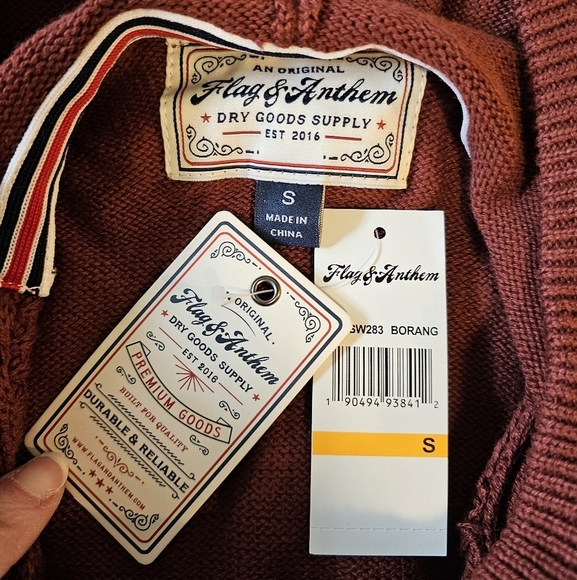 AN ORIGINAL
Flag & Anthem
DRY GOODS SUPPLY
EST 2016
S
MADE IN
CHINA
ORIGINAL
Flag & Anthem
DRY GOODS SUPPLY
EST 2016
PREMIUM GOODS
BUILT FOR QUALITY
DURABLE & RELIABLE
WWW.FLAGANDANTHEM.COM
Flag & Anthem
SW283 BORANG
1 90494 93841 2
S